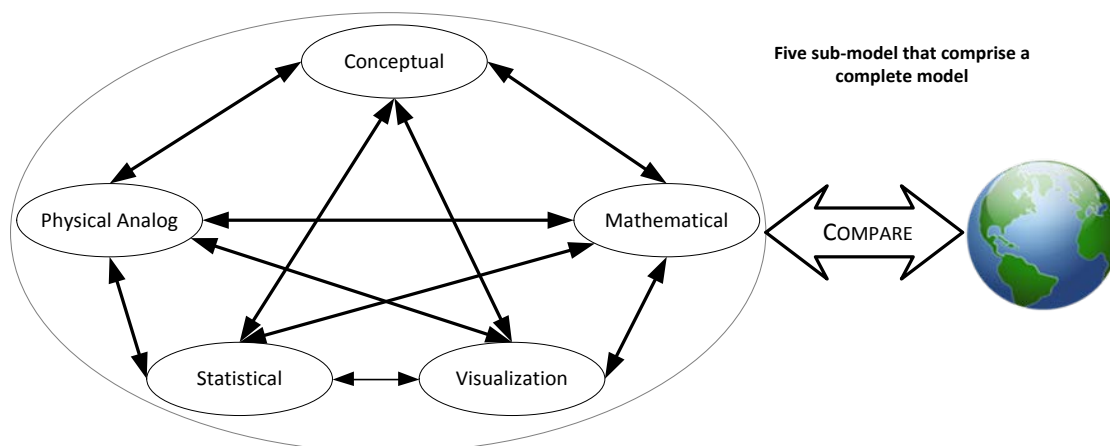 Conceptual
Five sub-model that comprise a
complete model
Physical Analog
Mathematical
COMPARE
Statistical
Visualization